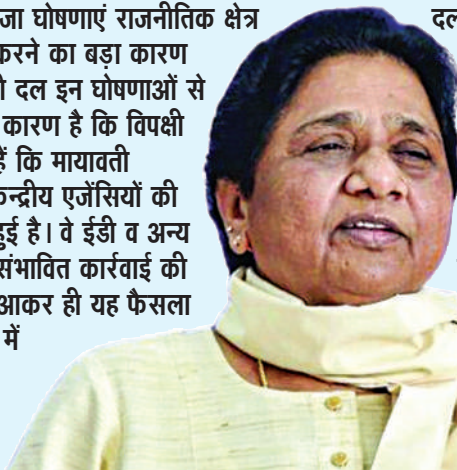 जा घोषणाएं राजनीतिक क्षेत्र
करने का बड़ा कारण
दल इन घोषणाओं से
कारण है कि विपक्षी
हैं कि मायावती
केन्द्रीय एजेंसियों की
हुई है। वे ईडी व अन्य
संभावित कार्रवाई की
आकर ही यह फैसला
में
दल